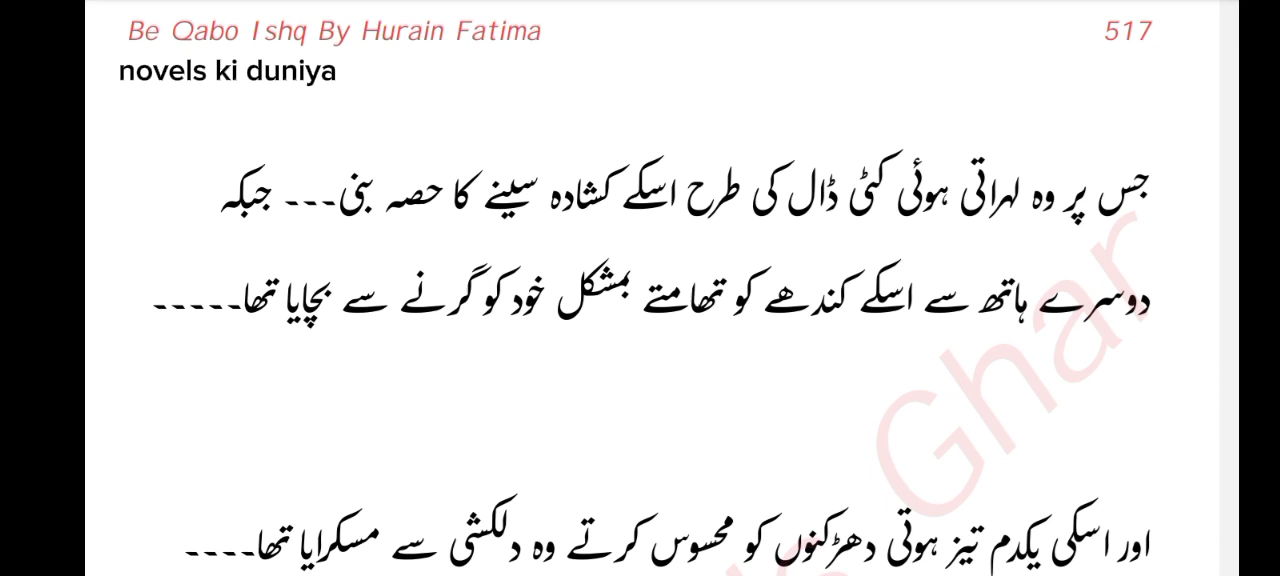 Be Qabo Ishq By Hurain Fatima 517
novels ki duniya
جس پر وہ لہراتی ہوئی کٹی ڈال کی طرح اسکے کشادہ سینے کا حصہ بنی--- جبکہ
دوسرے ہاتھ سے اسکے کندھے کو تھامتے بمشکل خود کو گرنے سے بچایا تھا-----
اور اسکی یکدم تیز ہوتی دھڑکنوں کو محسوس کرتے وہ دلکشی سے مسکرایا تھا----
Ghar